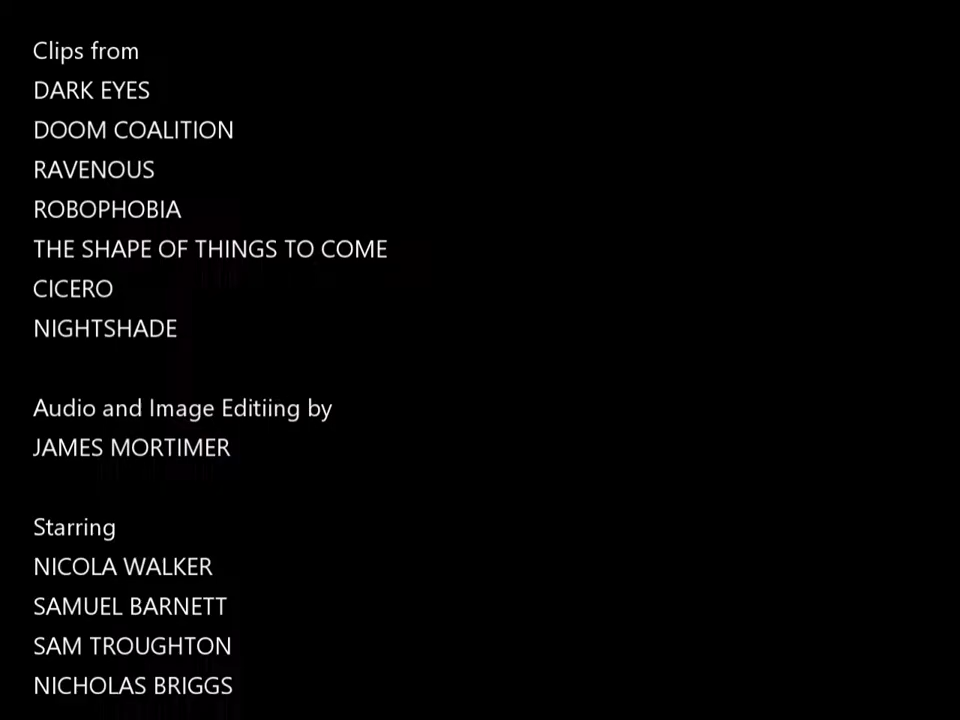 Clips from
DARK EYES
DOOM COALITION
RAVENOUS
ROBOPHOBIA
THE SHAPE OF THINGS TO COME
CICERO
NIGHTSHADE
Audio and Image Editiing by
JAMES MORTIMER
Starring
NICOLA WALKER
SAMUEL BARNETT
SAM TROUGHTON
NICHOLAS BRIGGS